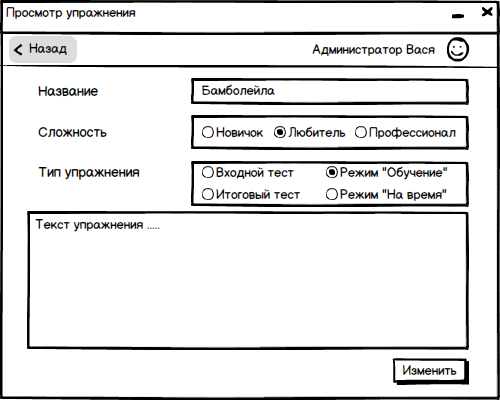 Просмотр упражнения
Назад
Администратор Вася
Название
Бамболейла
Сложность
Новичок Любитель Профессионал
Тип упражнения
Входной тест Режим "Обучение"
Итоговый тест Режим "На время"
Текст упражнения .....
Изменить